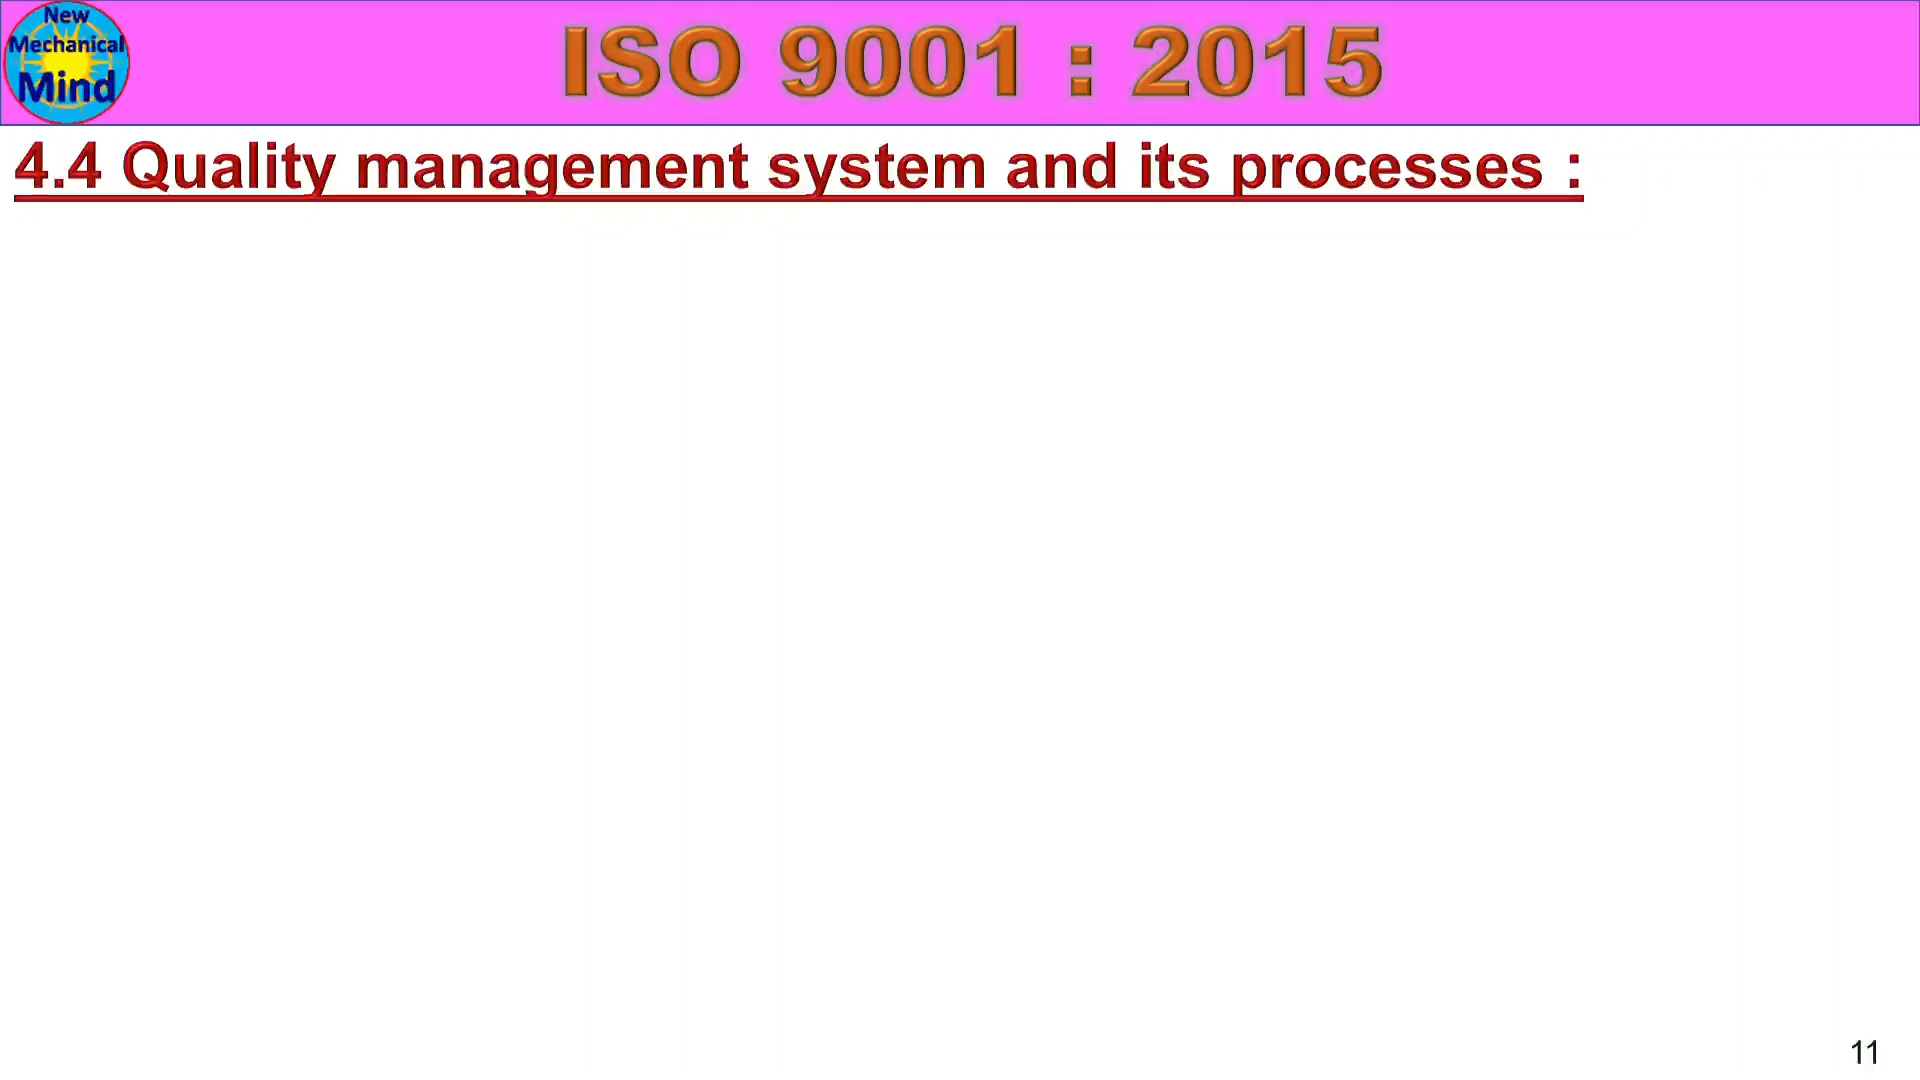 New
Mechanical
Mind
ISO 9001 : 2015
4.4 Quality management system and its processes :
11